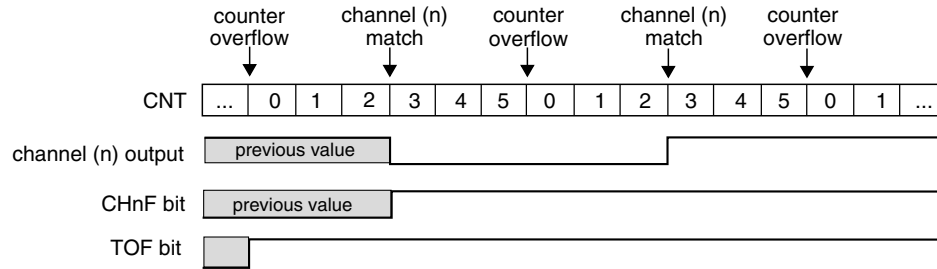 counter overflow
channel (n) match
counter overflow
channel (n) match
counter overflow
CNT ... 0 1 2 3 4 5 0 1 2 3 4 5 0 1 ...
channel (n) output previous value
CHnF bit previous value
TOF bit